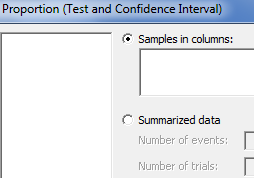 Proportion (Test and Confidence Interval)
Samples in columns:
Summarized data
Number of events:
Number of trials: